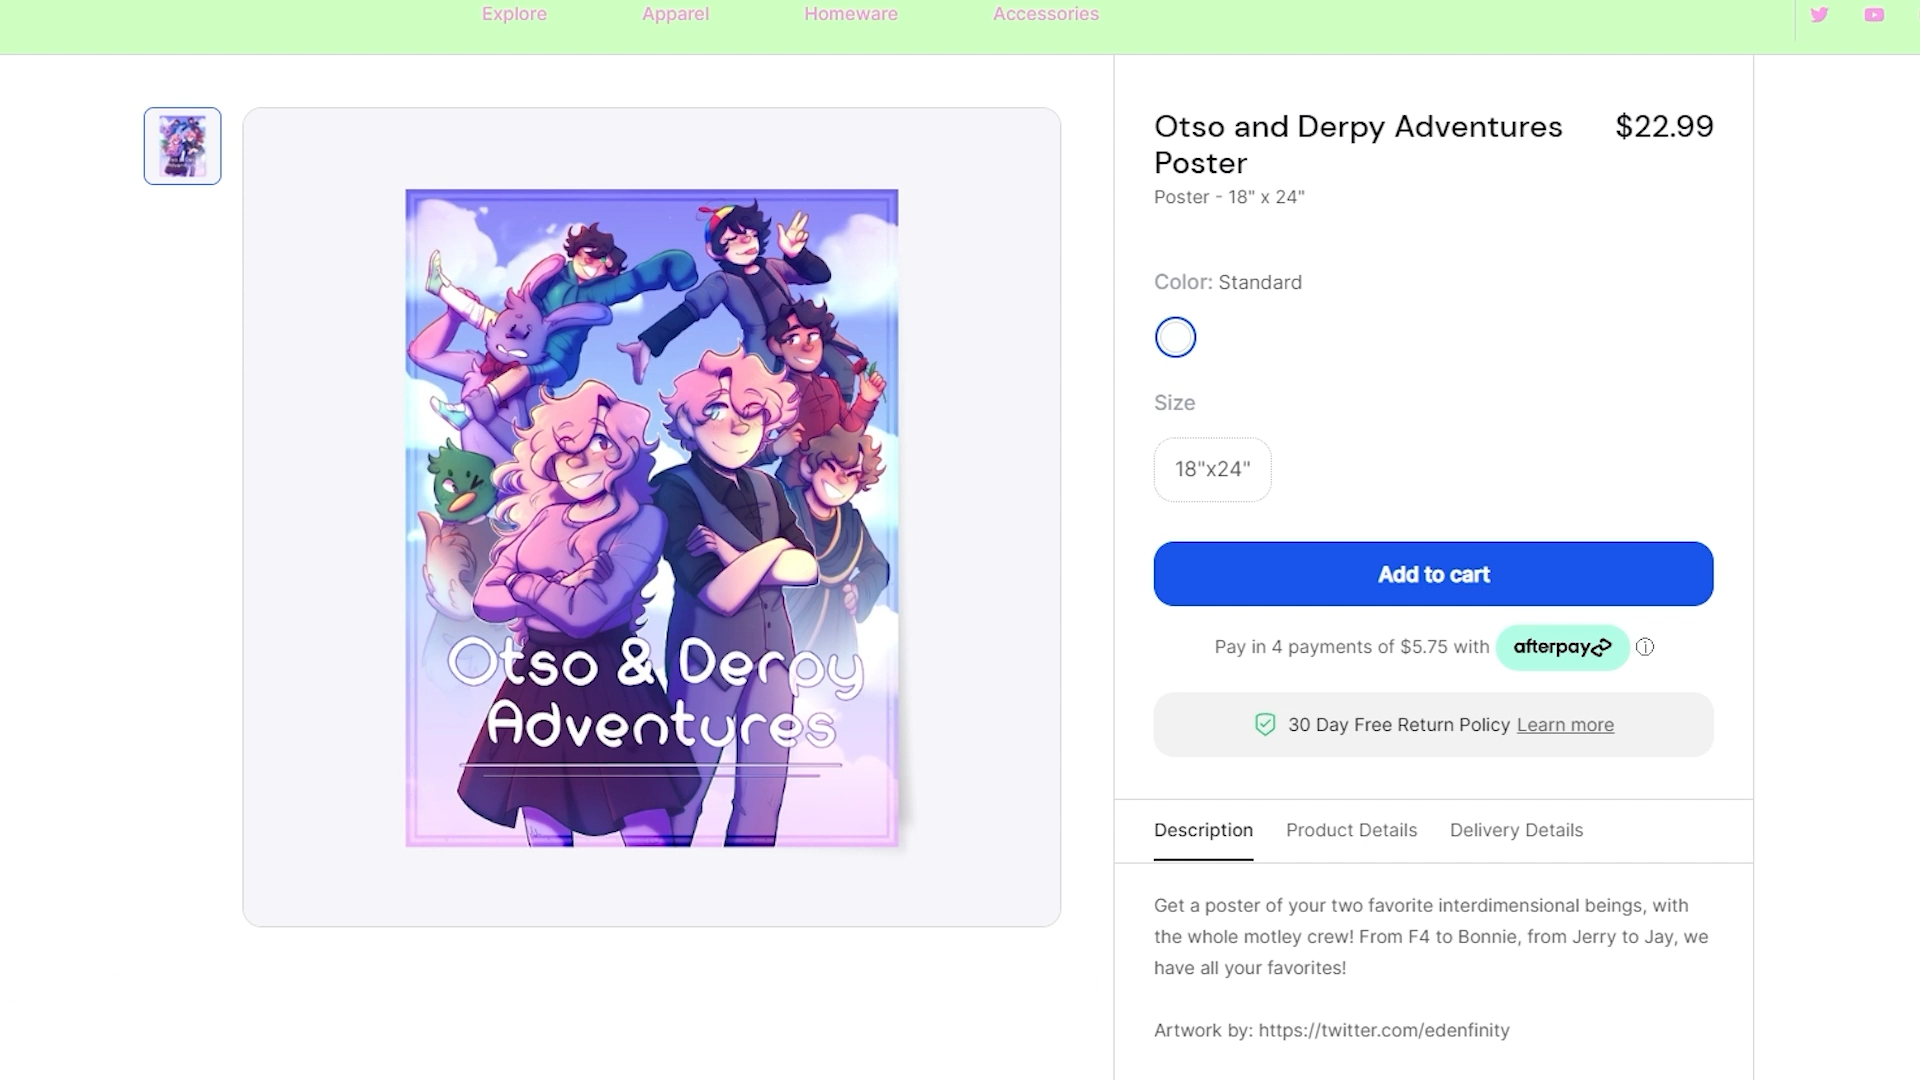 Explore Apparel Homeware Accessories
Otso & Derpy
Adventures
Otso and Derpy Adventures $22.99
Poster
Poster - 18" x 24"
Color: Standard
Size
18"x24"
Add to cart
Pay in 4 payments of $5.75 with afterpay
30 Day Free Return Policy Learn more
Description Product Details Delivery Details
Get a poster of your two favorite interdimensional beings, with
the whole motley crew! From F4 to Bonnie, from Jerry to Jay, we
have all your favorites!
Artwork by: https://twitter.com/edenfinity